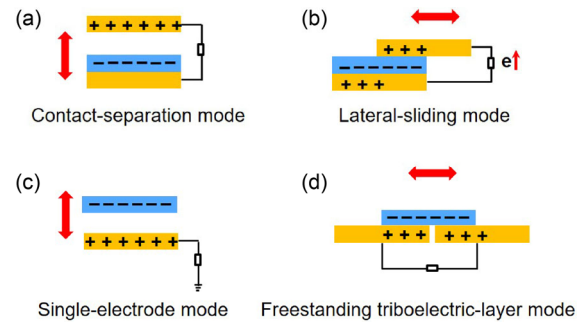 (a)
+ + + + + +
− − − − − −
Contact-separation mode
(b)
+ + +
− − − − − −
+ + +
e
Lateral-sliding mode
(c)
− − − − − −
+ + + + + +
Single-electrode mode
(d)
− − − − − −
+ + + + + +
Freestanding triboelectric-layer mode